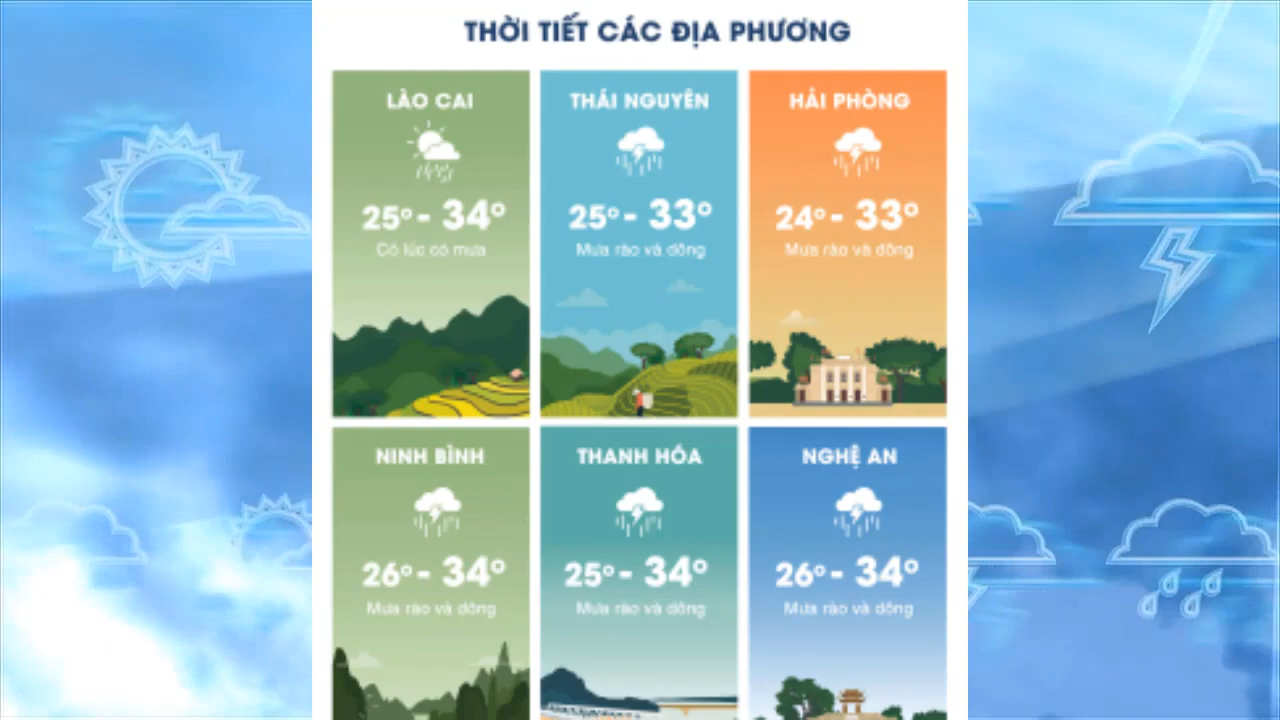 THỜI TIẾT CÁC ĐỊA PHƯƠNG
LÀO CAI
25° - 34°
Có lúc có mưa
THÁI NGUYÊN
25° - 33°
Mưa rào và dông
HẢI PHÒNG
24° - 33°
Mưa rào và dông
NINH BÌNH
26° - 34°
Mưa rào và dông
THANH HÓA
25° - 34°
Mưa rào và dông
NGHỆ AN
26° - 34°
Mưa rào và dông